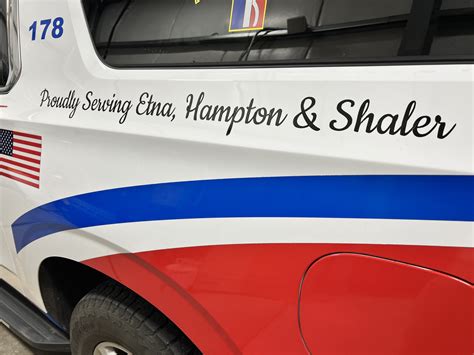 178
Proudly Serving Etna, Hampton & Shaler